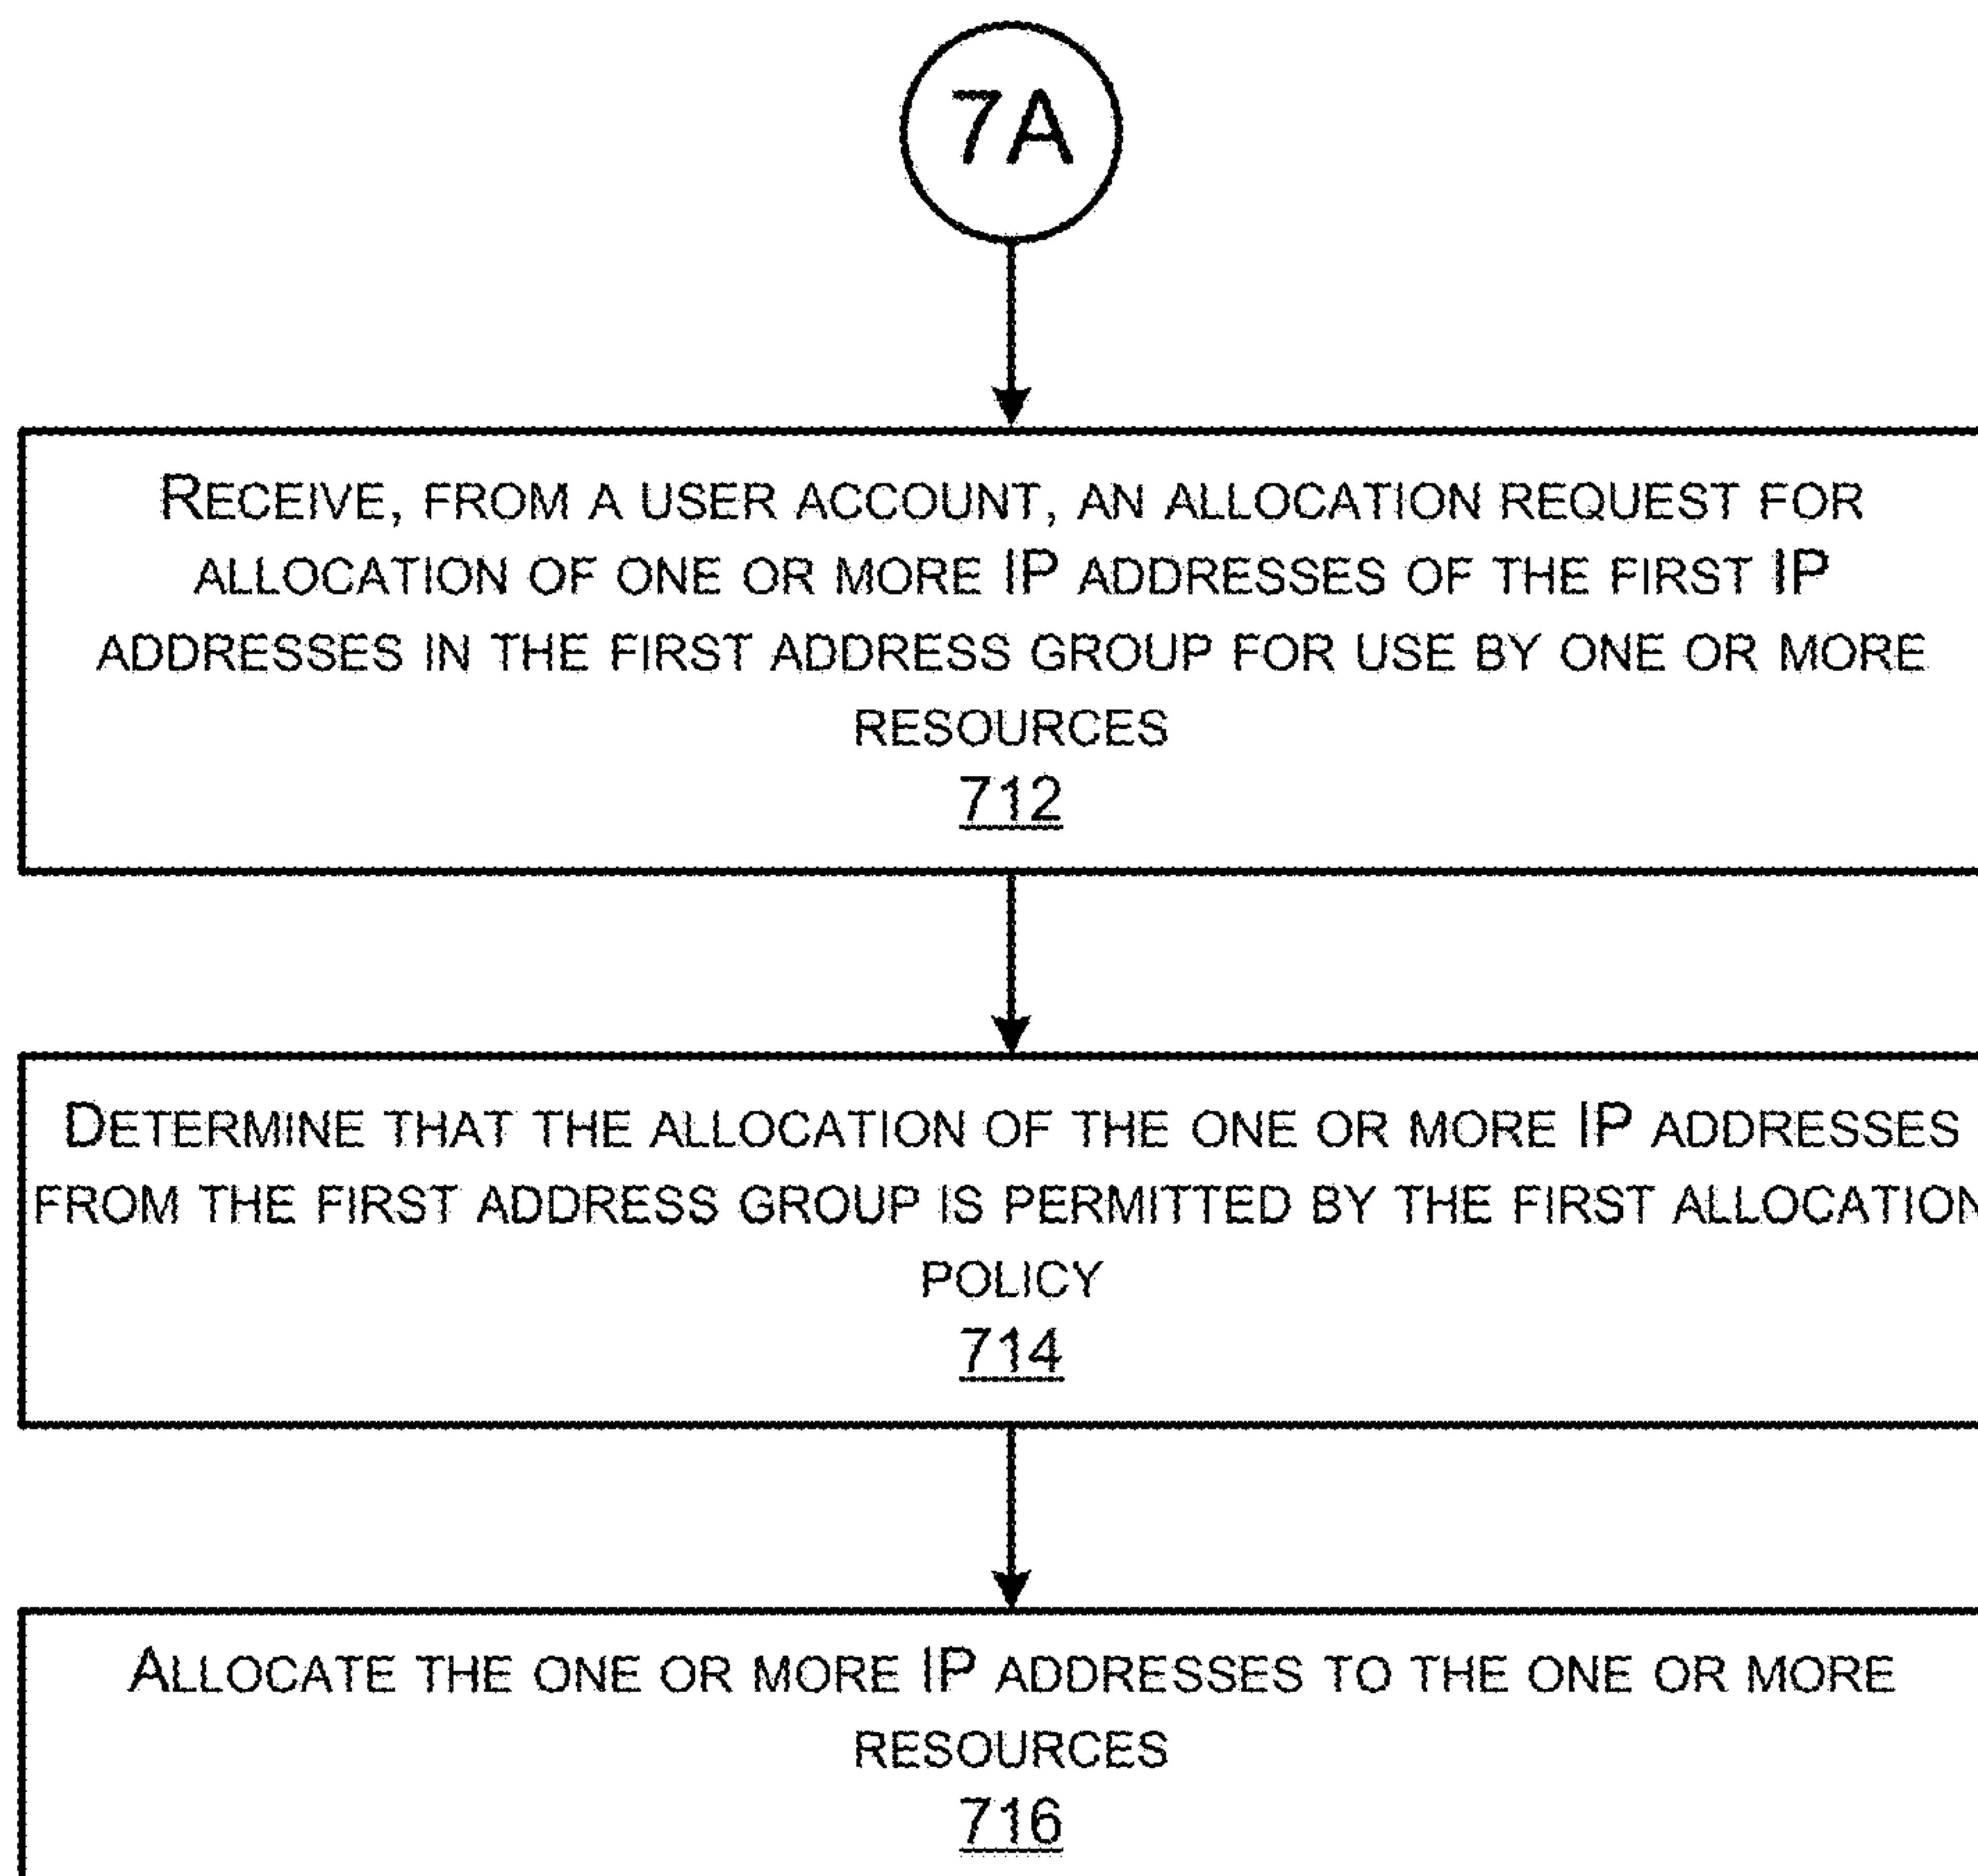 7A
RECEIVE, FROM A USER ACCOUNT, AN ALLOCATION REQUEST FOR
ALLOCATION OF ONE OR MORE IP ADDRESSES OF THE FIRST IP
ADDRESSES IN THE FIRST ADDRESS GROUP FOR USE BY ONE OR MORE
RESOURCES
712
DETERMINE THAT THE ALLOCATION OF THE ONE OR MORE IP ADDRESSES
FROM THE FIRST ADDRESS GROUP IS PERMITTED BY THE FIRST ALLOCATION
POLICY
714
ALLOCATE THE ONE OR MORE IP ADDRESSES TO THE ONE OR MORE
RESOURCES
716